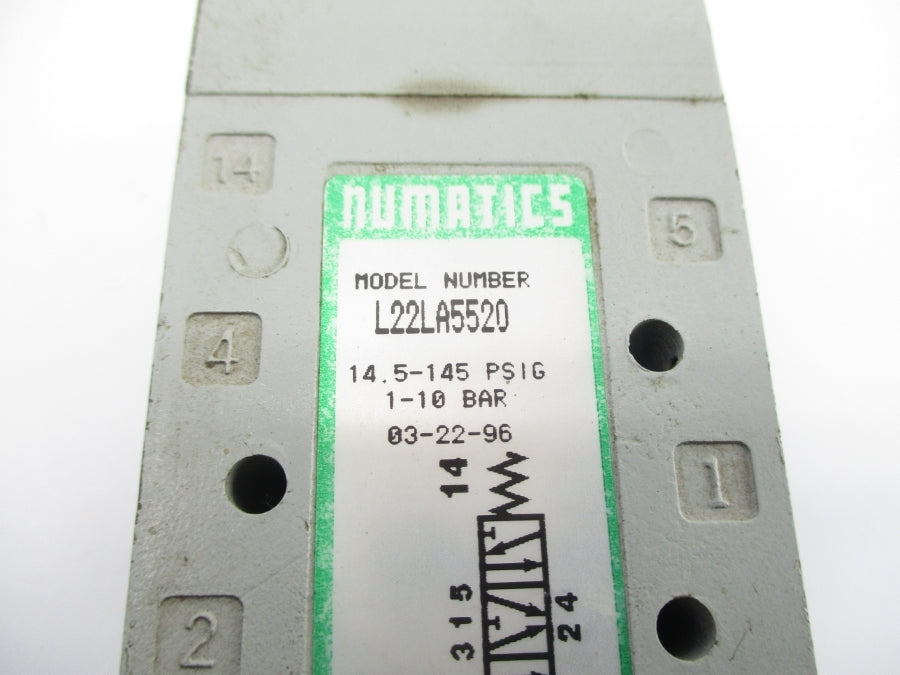 14
NUMATICS
5
MODEL NUMBER
L22LA5520
4
14.5-145 PSIG
1-10 BAR
03-22-96
14
1
3 1 5
2 4
2